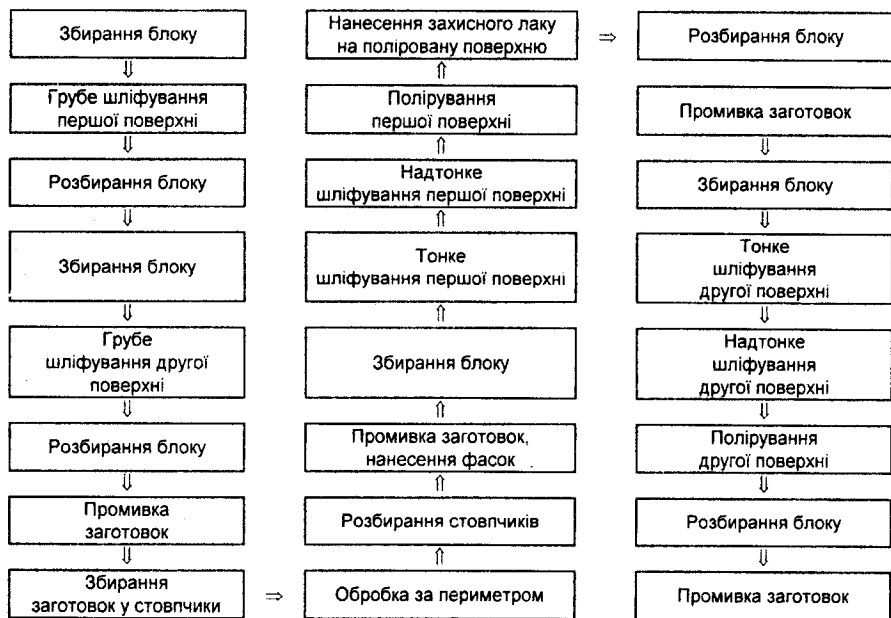 Збирання блоку
⇓
Грубе шліфування
першої поверхні
⇓
Розбирання блоку
⇓
Збирання блоку
⇓
Грубе
шліфування другої
поверхні
⇓
Розбирання блоку
⇓
Промивка
заготовок
⇓
Збирання
заготовок у стовпчики
⇒
Обробка за периметром
⇑
Розбирання стовпчиків
⇑
Промивка заготовок,
нанесення фасок
⇑
Збирання блоку
⇑
Тонке
шліфування першої поверхні
⇑
Надтонке
шліфування першої поверхні
⇑
Полірування
першої поверхні
⇑
Нанесення захисного лаку
на поліровану поверхню
⇒
Розбирання блоку
Промивка заготовок
⇓
Збирання блоку
⇓
Тонке
шліфування
другої поверхні
⇓
Надтонке
шліфування
другої поверхні
⇓
Полірування
другої поверхні
⇓
Розбирання блоку
⇓
Промивка заготовок